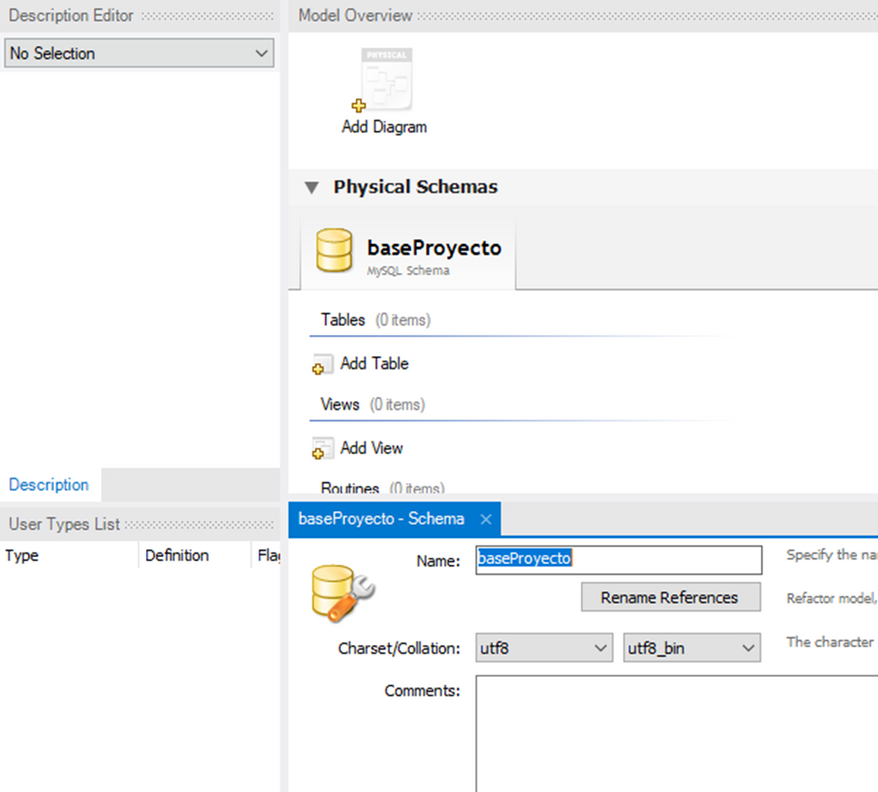 Description Editor
No Selection
Description
User Types List
Type Definition Flag
Model Overview
PHYSICAL
Add Diagram
Physical Schemas
baseProyecto
MySQL Schema
Tables (0 items)
Add Table
Views (0 items)
Add View
Routines (0 items)
baseProyecto - Schema
Name: baseProyecto Specify the na
Rename References Refactor model,
Charset/Collation: utf8 utf8_bin The character
Comments: